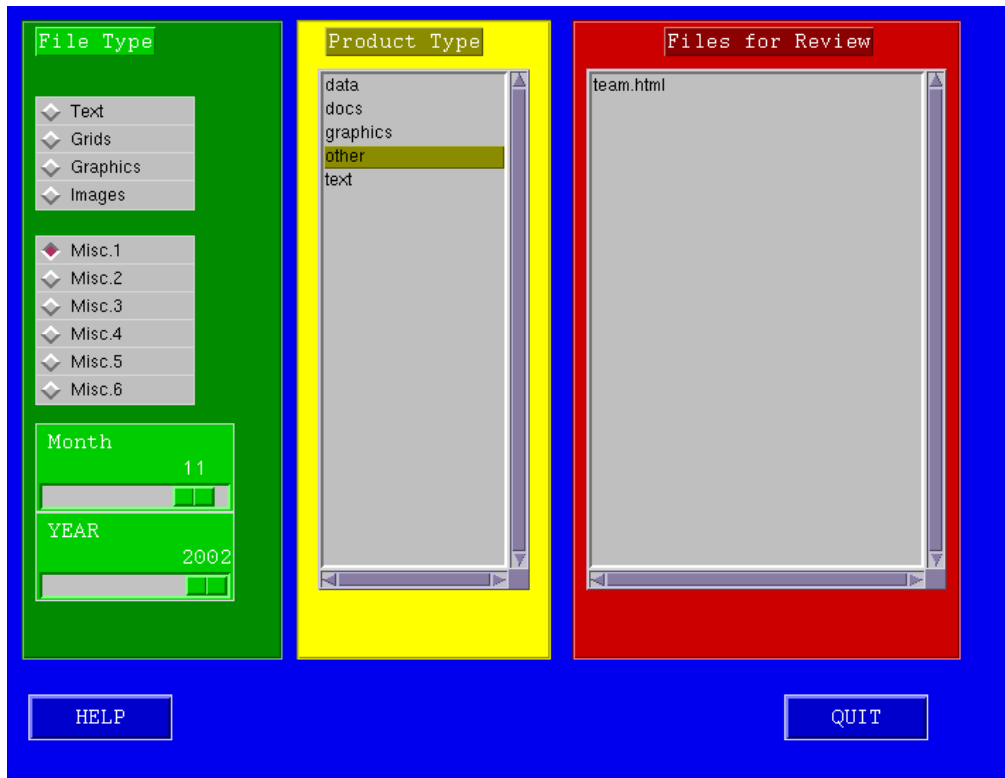 File Type
Text
Grids
Graphics
Images
Misc.1
Misc.2
Misc.3
Misc.4
Misc.5
Misc.6
Month
11
YEAR
2002
Product Type
data
docs
graphics
other
text
Files for Review
team.html
HELP
QUIT